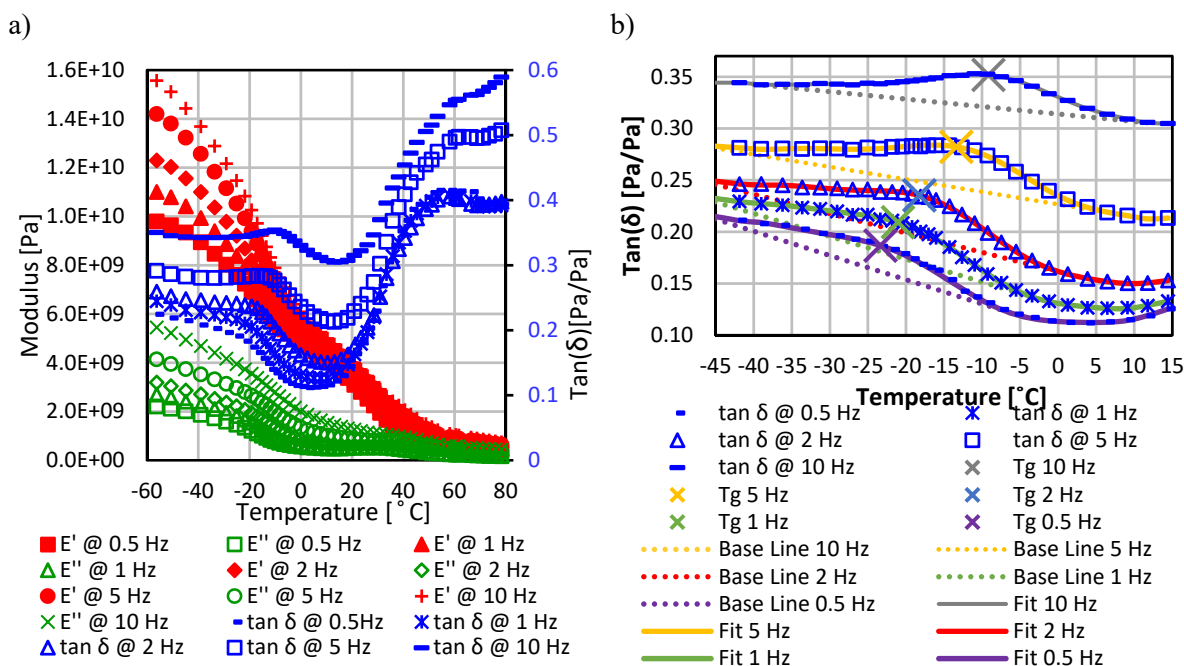 a)
b)
1.6E+10
1.4E+10
1.2E+10
1.0E+10
8.0E+09
6.0E+09
4.0E+09
2.0E+09
0.0E+00
Modulus [Pa]
0.6
0.5
0.4
0.3
0.2
0.1
0
Tan(δ)[Pa/Pa]
-60 -40 -20 0 20 40 60 80
Temperature [˚C]
E' @ 0.5 Hz E'' @ 0.5 Hz E' @ 1 Hz
E'' @ 1 Hz E' @ 2 Hz E'' @ 2 Hz
E' @ 5 Hz E'' @ 5 Hz E' @ 10 Hz
E'' @ 10 Hz tan δ @ 0.5Hz tan δ @ 1 Hz
tan δ @ 2 Hz tan δ @ 5 Hz tan δ @ 10 Hz
0.35
0.30
0.25
0.20
0.15
0.10
Tan(δ) [Pa/Pa]
-45 -40 -35 -30 -25 -20 -15 -10 -5 0 5 10 15
Temperature [˚C]
tan δ @ 0.5 Hz tan δ @ 1 Hz
tan δ @ 2 Hz tan δ @ 5 Hz
tan δ @ 10 Hz Tg 10 Hz
Tg 5 Hz Tg 2 Hz
Tg 1 Hz Tg 0.5 Hz
Base Line 10 Hz Base Line 5 Hz
Base Line 2 Hz Base Line 1 Hz
Base Line 0.5 Hz Fit 10 Hz
Fit 5 Hz Fit 2 Hz
Fit 1 Hz Fit 0.5 Hz